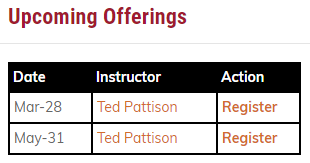 Upcoming Offerings
Date Instructor Action
Mar-28 Ted Pattison Register
May-31 Ted Pattison Register